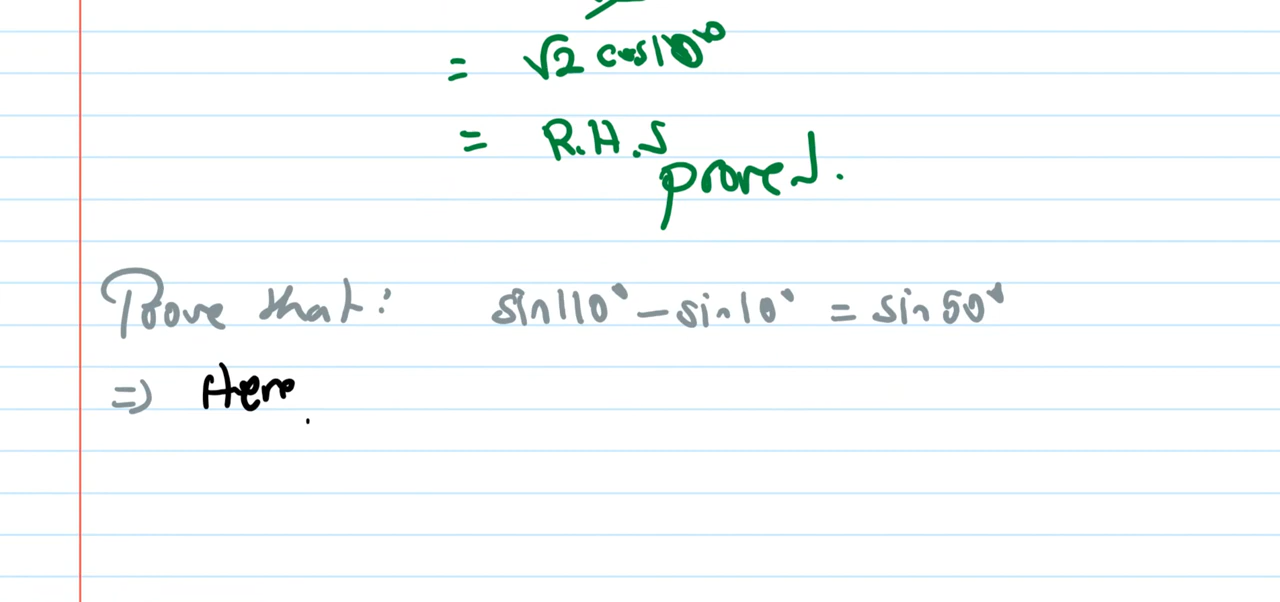 = √2 cos10°
= R.H.S
proved.
Prove that: sin110° - sin10° = sin50°
=> Here,